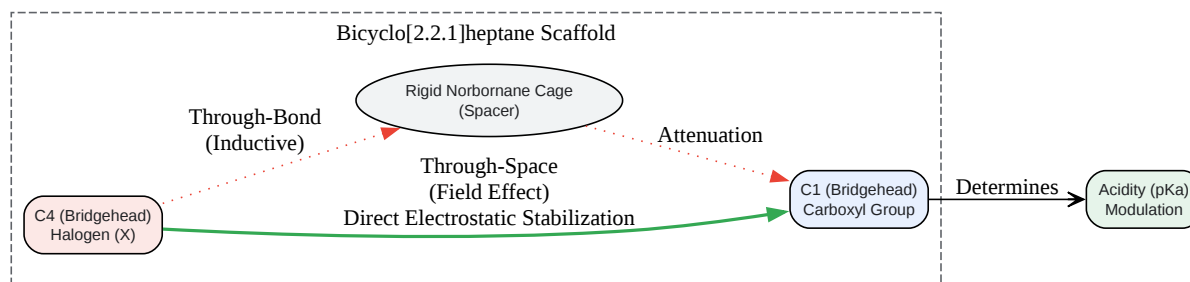 Bicyclo[2.2.1]heptane Scaffold
Rigid Norbornane Cage
(Spacer)
Through-Bond
(Inductive)
Attenuation
Through-Space
(Field Effect)
Direct Electrostatic Stabilization
C4 (Bridgehead)
Halogen (X)
C1 (Bridgehead)
Carboxyl Group
Determines
Acidity (pKa)
Modulation